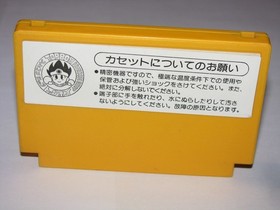 カセットについてのお願い
●精密機器ですので、極端な温度条件下での使用や
保管および強いショックをさけてください。また、
絶対に分解しないでください。
●端子部に手を触れたり、水にぬらしたりして汚さ
ないようにしてください。故障の原因となります。